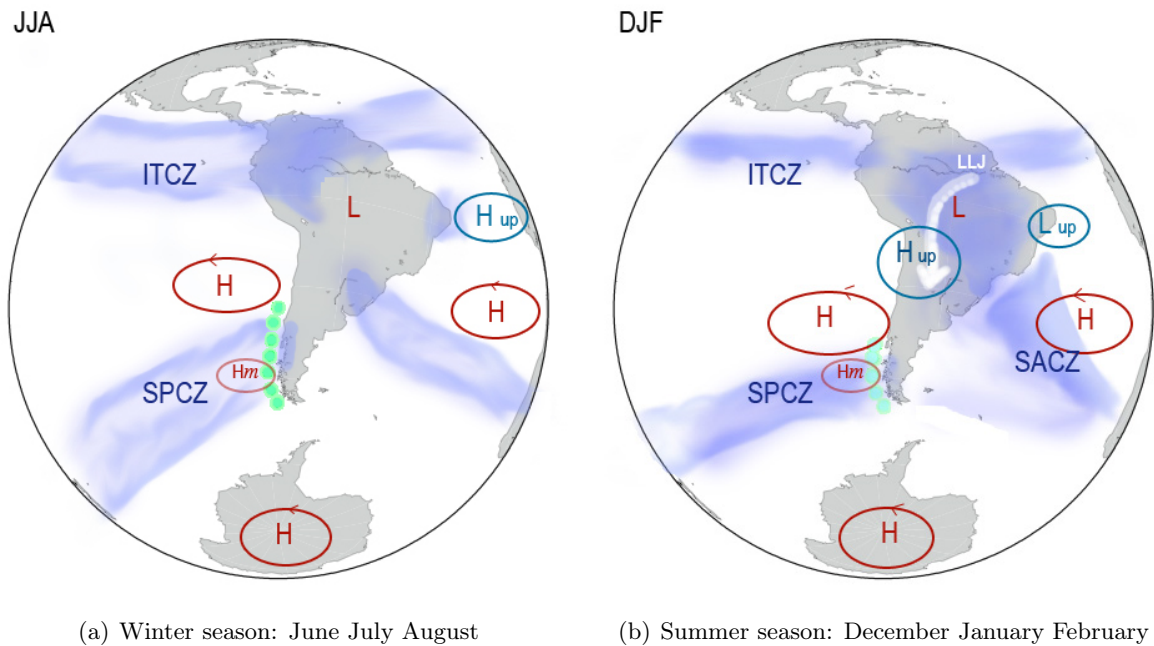 JJA
ITCZ
L
H up
H
H
Hm
SPCZ
H
(a) Winter season: June July August
DJF
ITCZ
LLJ
L
L up
H up
H
H
Hm
SACZ
SPCZ
H
(b) Summer season: December January February